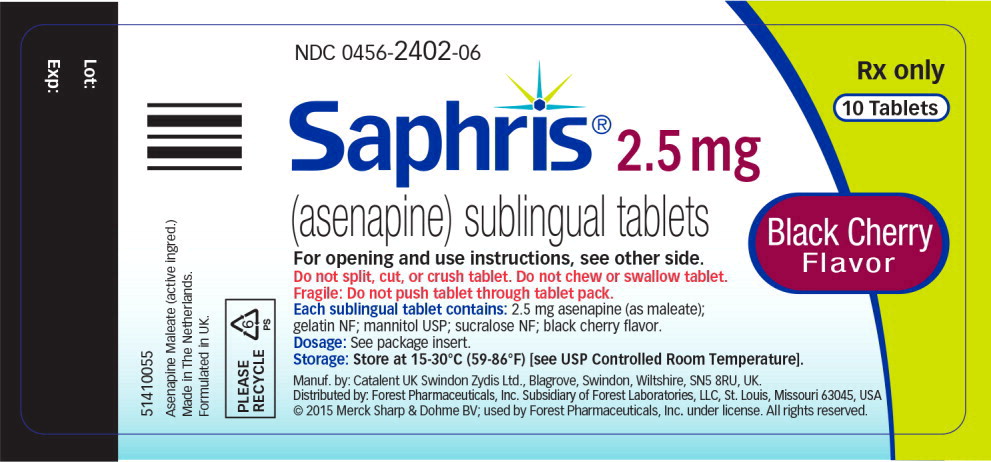 Lot:
Exp:
51410055
Asenapine Maleate (active ingred.)
Made in The Netherlands.
Formulated in UK.
PLEASE
RECYCLE
6
PS
NDC 0456-2402-06
Saphris® 2.5 mg
(asenapine) sublingual tablets
For opening and use instructions, see other side.
Do not split, cut, or crush tablet. Do not chew or swallow tablet.
Fragile: Do not push tablet through tablet pack.
Each sublingual tablet contains: 2.5 mg asenapine (as maleate);
gelatin NF; mannitol USP; sucralose NF; black cherry flavor.
Dosage: See package insert.
Storage: Store at 15-30°C (59-86°F) [see USP Controlled Room Temperature].
Manuf. by: Catalent UK Swindon Zydis Ltd., Blagrove, Swindon, Wiltshire, SN5 8RU, UK.
Distributed by: Forest Pharmaceuticals, Inc. Subsidiary of Forest Laboratories, LLC, St. Louis, Missouri 63045, USA
© 2015 Merck Sharp & Dohme BV; used by Forest Pharmaceuticals, Inc. under license. All rights reserved.
Rx only
10 Tablets
Black Cherry
Flavor